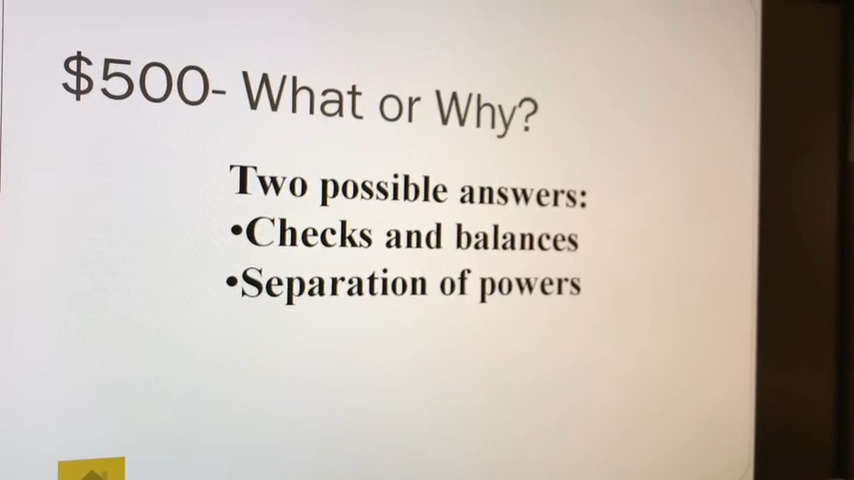 $500- What or Why?
Two possible answers:
•Checks and balances
•Separation of powers